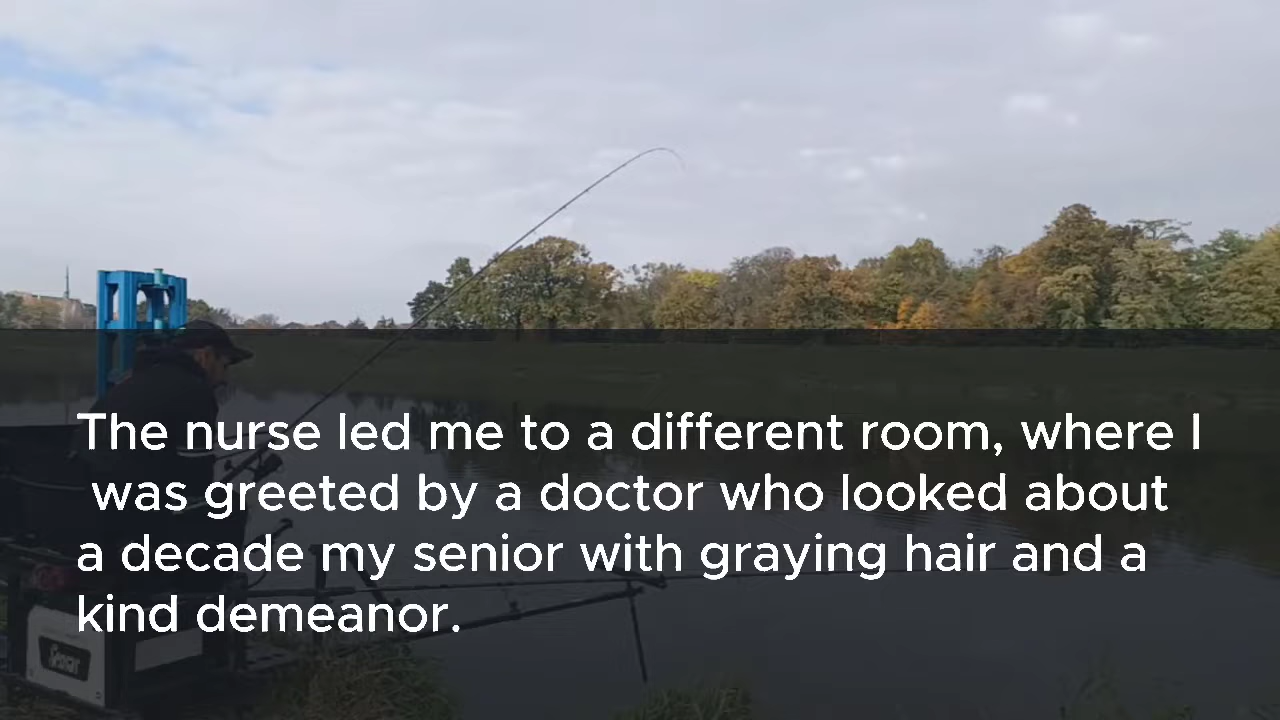 The nurse led me to a different room, where I
was greeted by a doctor who looked about
a decade my senior with graying hair and a
kind demeanor.